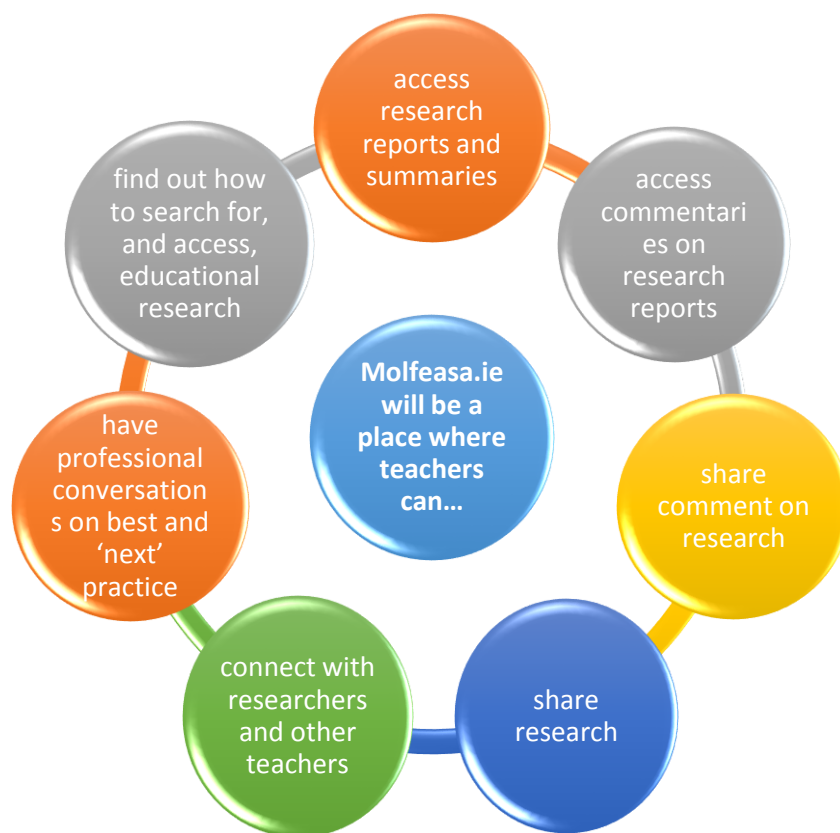 access
research
reports and
summaries
access
commentari
es on
research
reports
share
comment on
research
share
research
connect with
researchers
and other
teachers
have
professional
conversation
s on best and
‘next’
practice
find out how
to search for,
and access,
educational
research
Molfeasa.ie
will be a
place where
teachers
can…